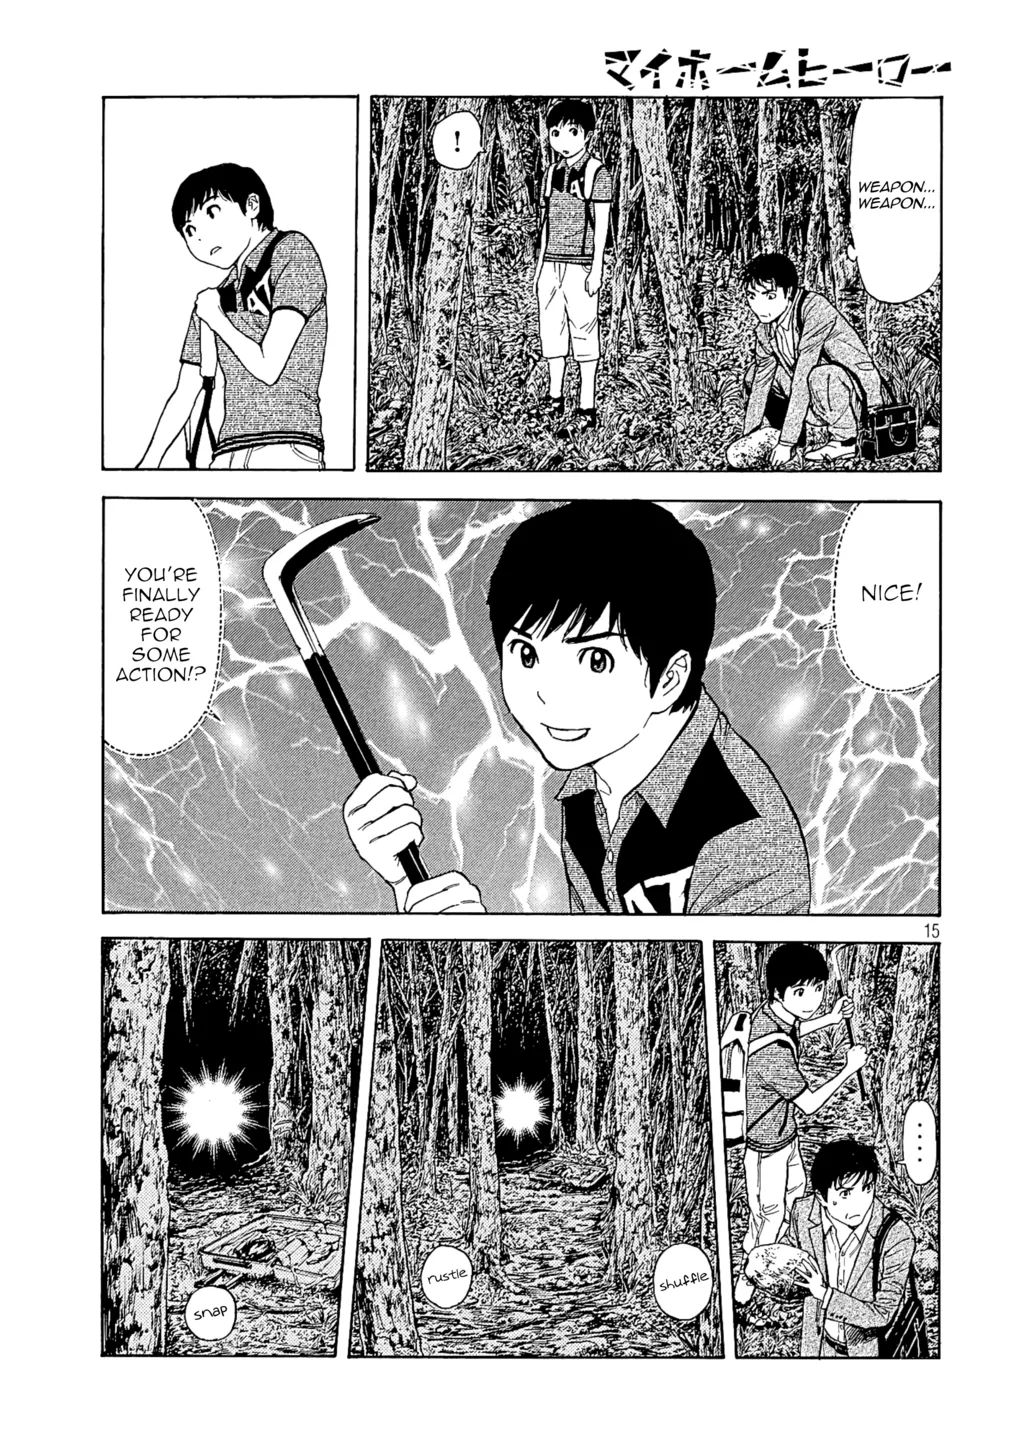 マイホームヒーロー
WEAPON...
WEAPON...
!
NICE!
YOU'RE
FINALLY
READY
FOR
SOME
ACTION!?
15
....
shuffle
rustle
snap